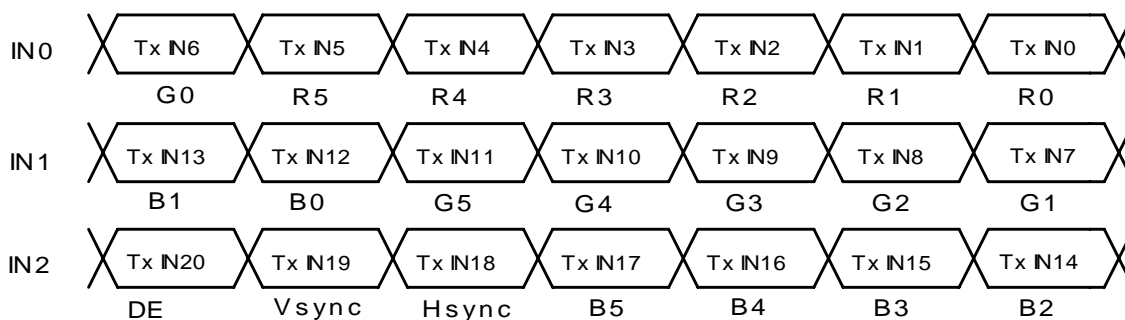 IN0 Tx IN6 Tx IN5 Tx IN4 Tx IN3 Tx IN2 Tx IN1 Tx IN0
G0 R5 R4 R3 R2 R1 R0
IN1 Tx IN13 Tx IN12 Tx IN11 Tx IN10 Tx IN9 Tx IN8 Tx IN7
B1 B0 G5 G4 G3 G2 G1
IN2 Tx IN20 Tx IN19 Tx IN18 Tx IN17 Tx IN16 Tx IN15 Tx IN14
DE Vsync Hsync B5 B4 B3 B2